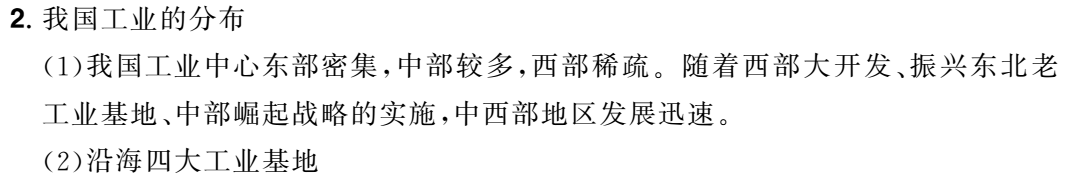 2. 我国工业的分布
(1)我国工业中心东部密集,中部较多,西部稀疏。随着西部大开发、振兴东北老
工业基地、中部崛起战略的实施,中西部地区发展迅速。
(2)沿海四大工业基地